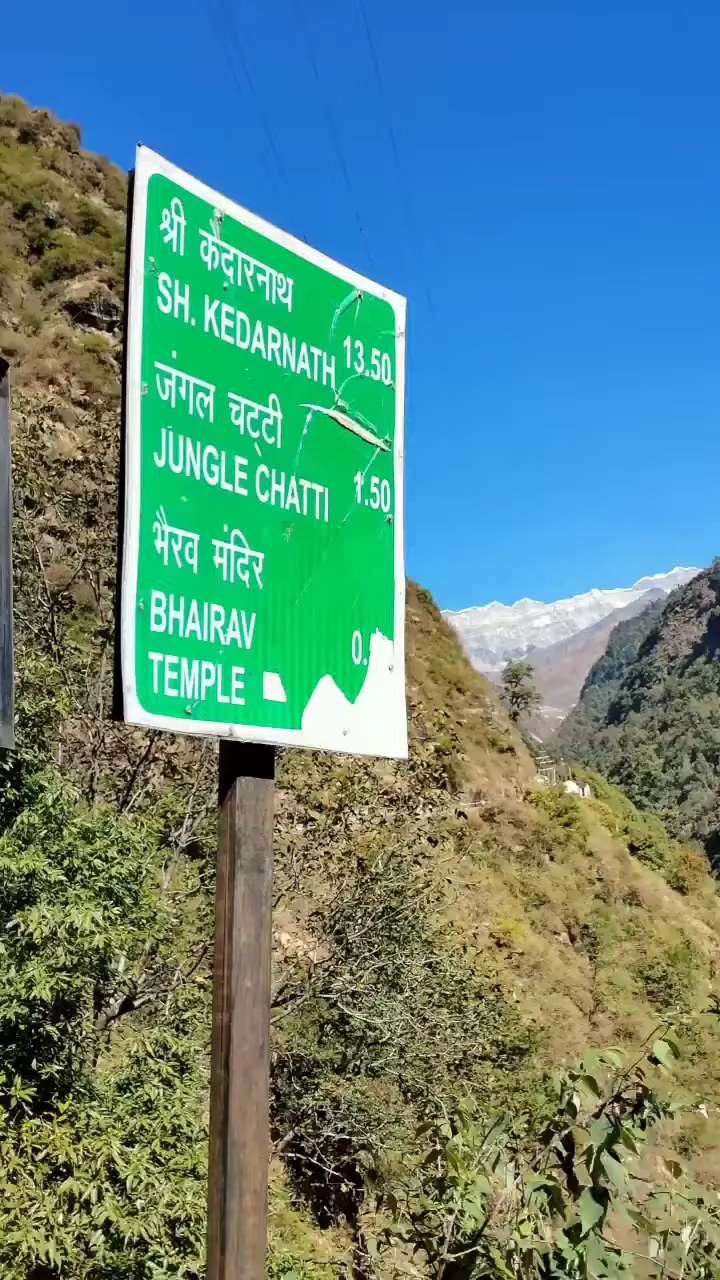 श्री केदारनाथ
SH. KEDARNATH 13.50
जंगल चट्टी
JUNGLE CHATTI 1.50
भैरव मंदिर
BHAIRAV
TEMPLE